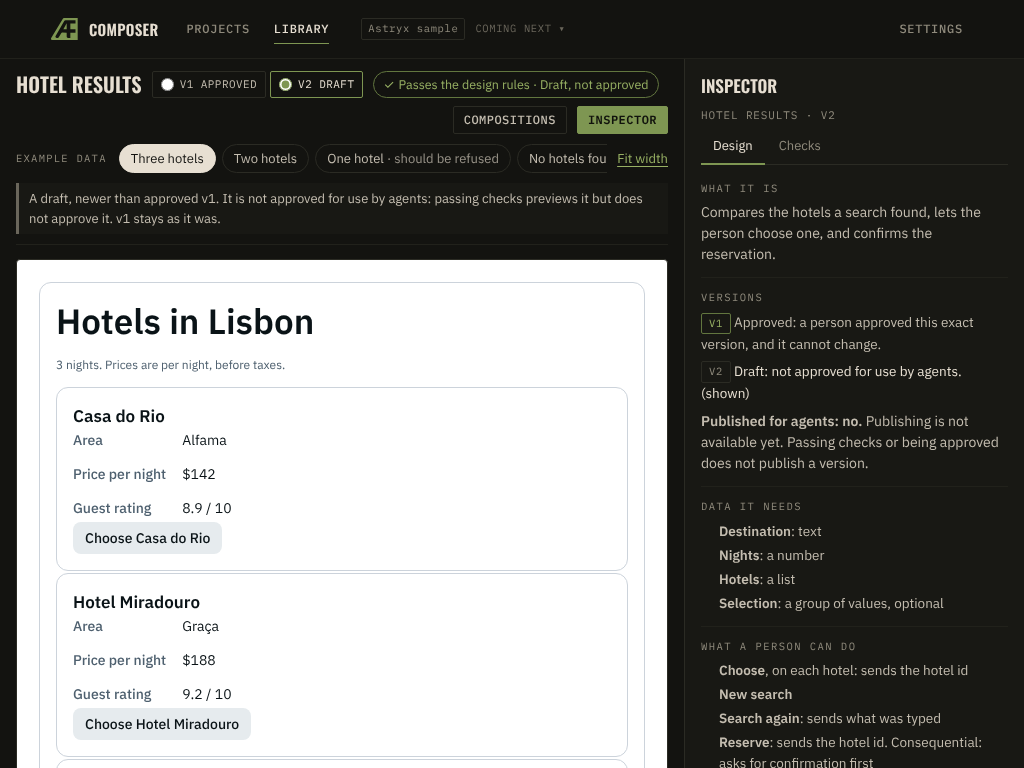 COMPOSER
PROJECTS
LIBRARY
Astryx sample
COMING NEXT ▾
SETTINGS
HOTEL RESULTS
V1 APPROVED
V2 DRAFT
✓ Passes the design rules · Draft, not approved
COMPOSITIONS
INSPECTOR
EXAMPLE DATA
Three hotels
Two hotels
One hotel · should be refused
No hotels fou
Fit width
A draft, newer than approved v1. It is not approved for use by agents: passing checks previews it but does
not approve it. v1 stays as it was.
Hotels in Lisbon
3 nights. Prices are per night, before taxes.
Casa do Rio
Area Alfama
Price per night $142
Guest rating 8.9 / 10
Choose Casa do Rio
Hotel Miradouro
Area Graça
Price per night $188
Guest rating 9.2 / 10
Choose Hotel Miradouro
INSPECTOR
HOTEL RESULTS · V2
Design
Checks
WHAT IT IS
Compares the hotels a search found, lets the
person choose one, and confirms the
reservation.
VERSIONS
V1 Approved: a person approved this exact
version, and it cannot change.
V2 Draft: not approved for use by agents.
(shown)
Published for agents: no. Publishing is not
available yet. Passing checks or being approved
does not publish a version.
DATA IT NEEDS
Destination: text
Nights: a number
Hotels: a list
Selection: a group of values, optional
WHAT A PERSON CAN DO
Choose, on each hotel: sends the hotel id
New search
Search again: sends what was typed
Reserve: sends the hotel id. Consequential:
asks for confirmation first